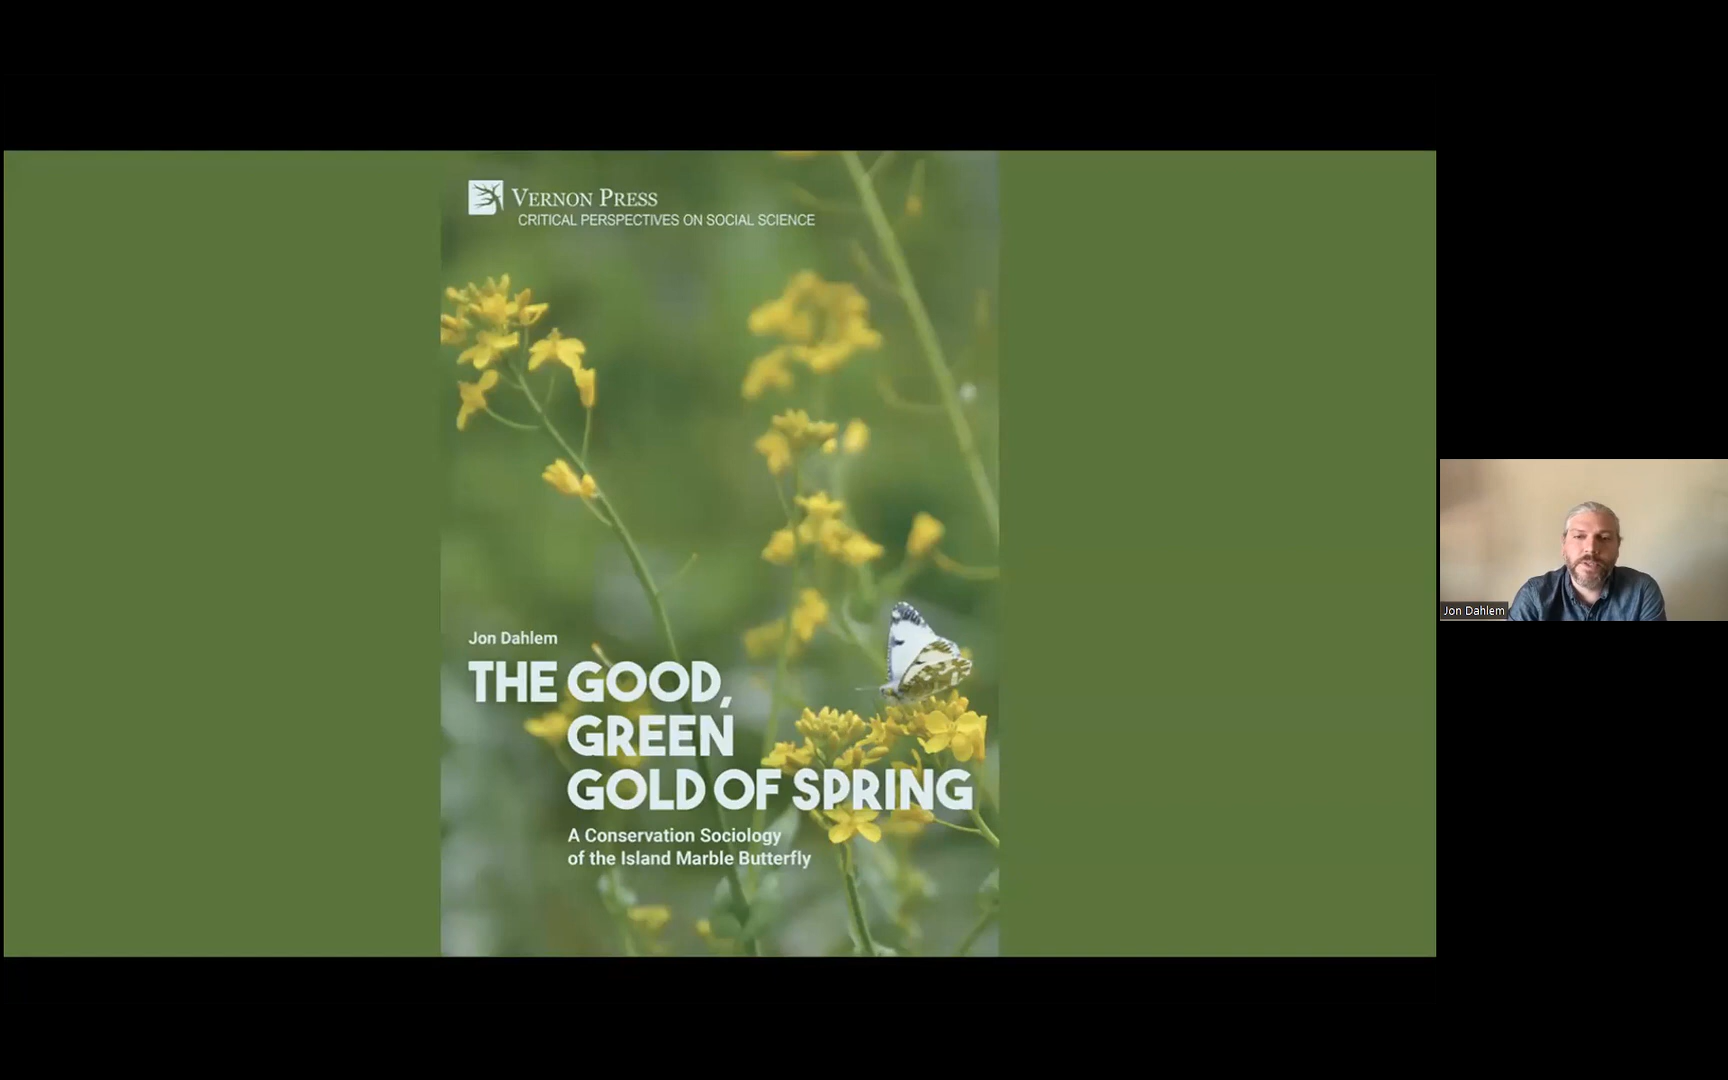 VERNON PRESS
CRITICAL PERSPECTIVES ON SOCIAL SCIENCE
Jon Dahlem
THE GOOD,
GREEN
GOLD OF SPRING
A Conservation Sociology
of the Island Marble Butterfly
Jon Dahlem